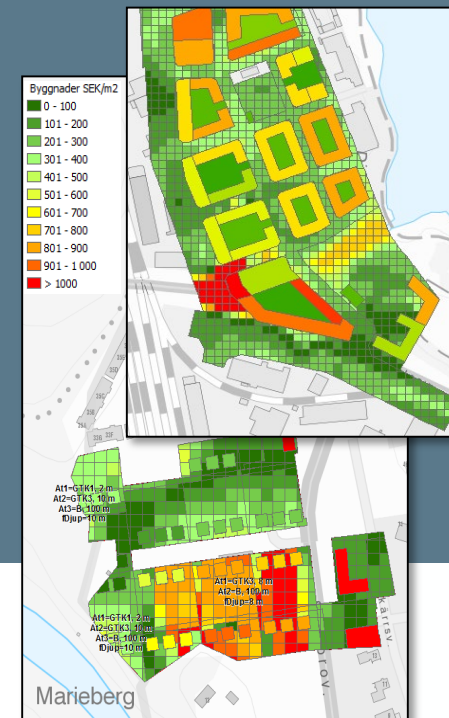 Byggnader SEK/m2
0 - 100
101 - 200
201 - 300
301 - 400
401 - 500
501 - 600
601 - 700
701 - 800
801 - 900
901 - 1 000
> 1000
At1=GTK1, 2 m
At2=GTK3, 10 m
At3=B, 100 m
fDjup=10 m
At1=GTK3, 8 m
At2=B, 100 m
fDjup=8 m
At1=GTK1, 2 m
At2=GTK3, 10 m
At3=B, 100 m
fDjup=10 m
Marieberg